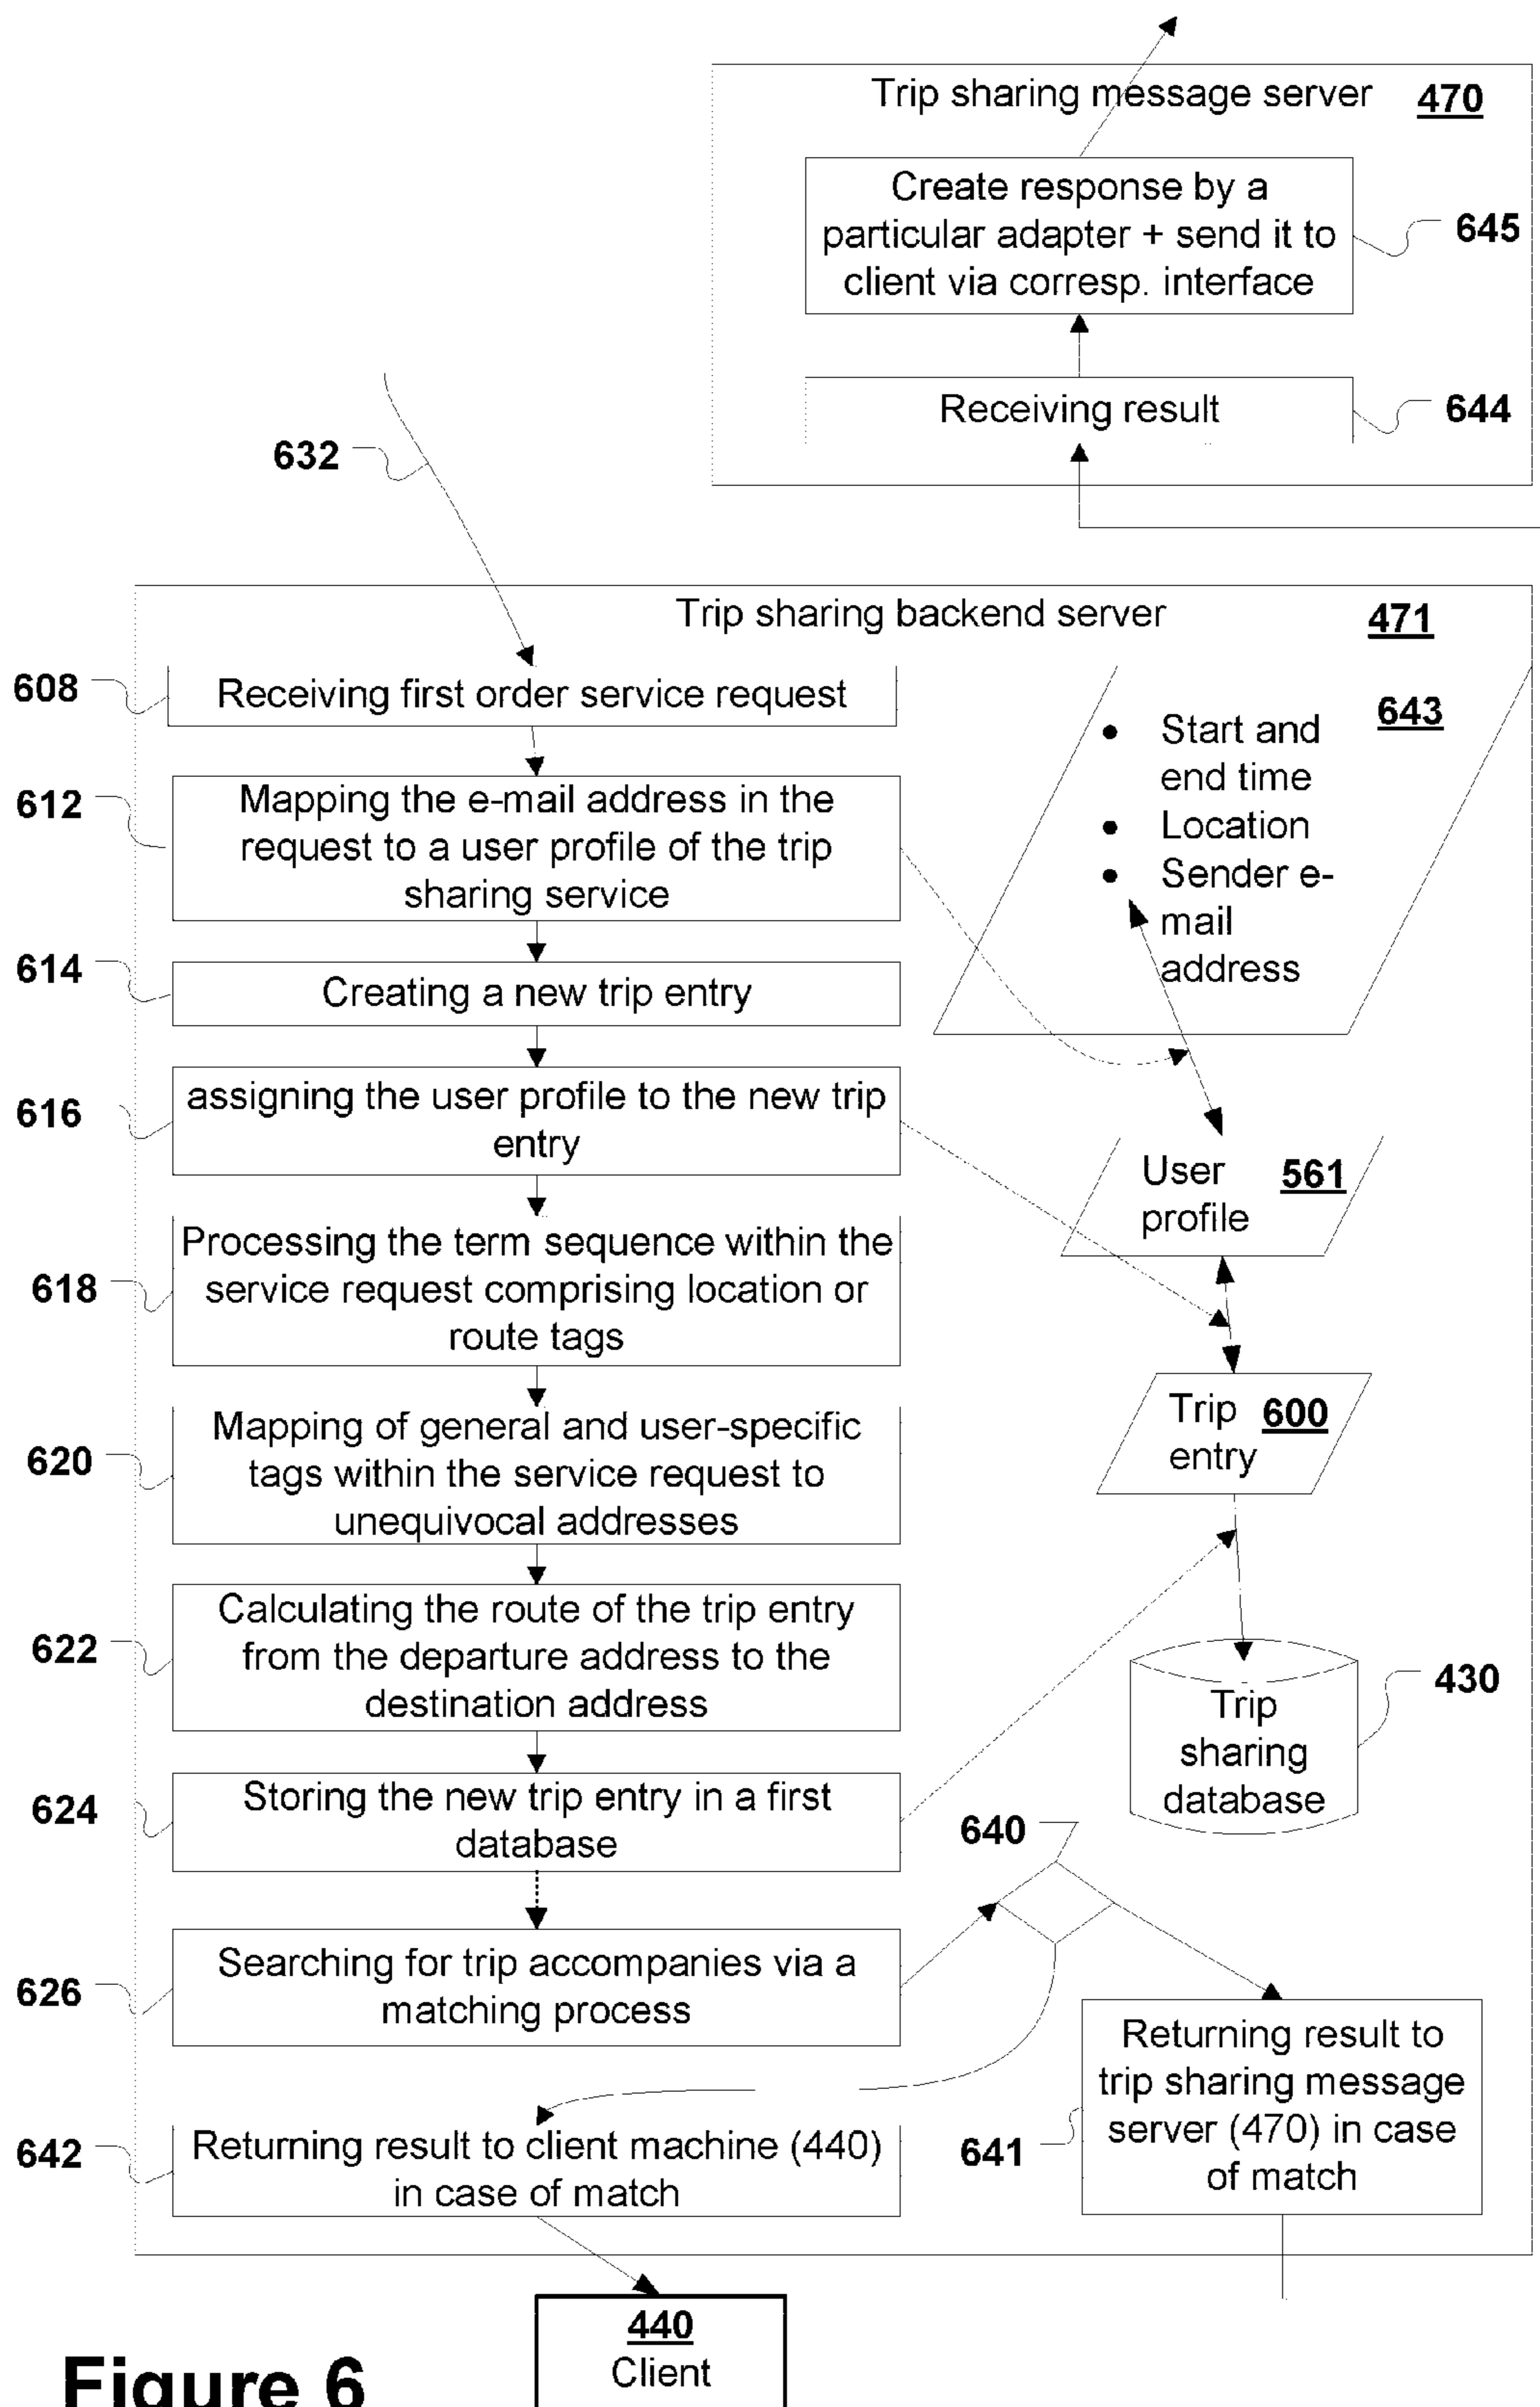 Trip sharing message server 470
Create response by a
particular adapter + send it to
client via corresp. interface
645
Receiving result
644
632
Trip sharing backend server 471
608
Receiving first order service request
643
• Start and
end time
• Location
• Sender e-
mail
address
612
Mapping the e-mail address in the
request to a user profile of the trip
sharing service
614
Creating a new trip entry
616
assigning the user profile to the new trip
entry
User 561
profile
618
Processing the term sequence within the
service request comprising location or
route tags
Trip 600
entry
620
Mapping of general and user-specific
tags within the service request to
unequivocal addresses
622
Calculating the route of the trip entry
from the departure address to the
destination address
430
Trip
sharing
database
624
Storing the new trip entry in a first
database
640
626
Searching for trip accompanies via a
matching process
Returning result to
trip sharing message
server (470) in case
of match
641
642
Returning result to client machine (440)
in case of match
440
Client
Figure 6